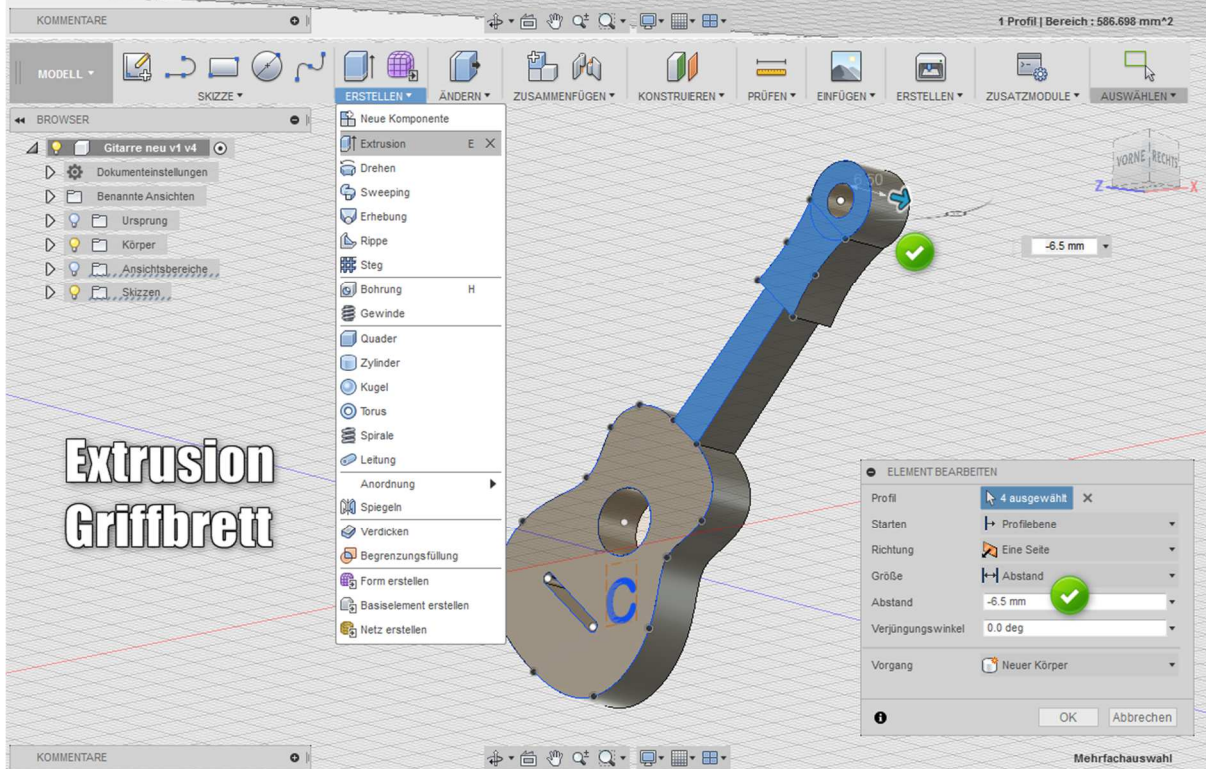 KOMMENTARE
1 Profil | Bereich : 586.698 mm^2
MODELL
SKIZZE
ERSTELLEN
ÄNDERN
ZUSAMMENFÜGEN
KONSTRUIEREN
PRÜFEN
EINFÜGEN
ERSTELLEN
ZUSATZMODULE
AUSWÄHLEN
BROWSER
Gitarre neu v1 v4
Dokumenteinstellungen
Benannte Ansichten
Ursprung
Körper
Ansichtsbereiche
Skizzen
Neue Komponente
Extrusion E
Drehen
Sweeping
Erhebung
Rippe
Steg
Bohrung H
Gewinde
Quader
Zylinder
Kugel
Torus
Spirale
Leitung
Anordnung
Spiegeln
Verdicken
Begrenzungsfüllung
Form erstellen
Basiselement erstellen
Netz erstellen
VORNE
RECHTS
Z
X
6.50
-6.5 mm
Extrusion
Griffbrett
C
ELEMENT BEARBEITEN
Profil 4 ausgewählt
Starten Profilebene
Richtung Eine Seite
Größe Abstand
Abstand -6.5 mm
Verjüngungswinkel 0.0 deg
Vorgang Neuer Körper
OK Abbrechen
KOMMENTARE
Mehrfachauswahl